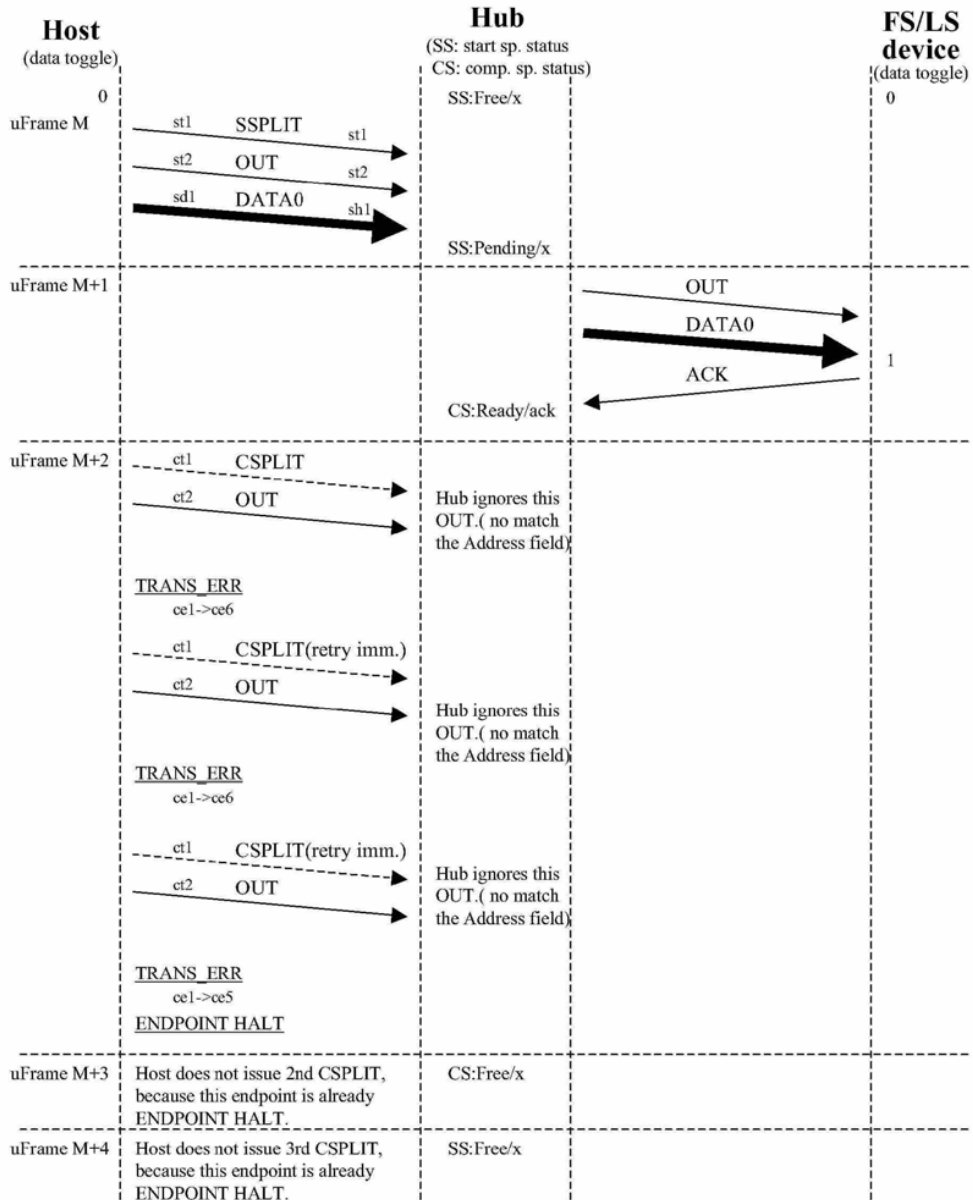 Host
(data toggle)
Hub
(SS: start sp. status
CS: comp. sp. status)
FS/LS
device
(data toggle)
0
SS:Free/x
0
uFrame M
st1 SSPLIT st1
st2 OUT st2
sd1 DATA0 sh1
SS:Pending/x
uFrame M+1
OUT
DATA0
1
ACK
CS:Ready/ack
uFrame M+2
ct1 CSPLIT
ct2 OUT
Hub ignores this
OUT.( no match
the Address field)
TRANS_ERR
ce1->ce6
ct1 CSPLIT(retry imm.)
ct2 OUT
Hub ignores this
OUT.( no match
the Address field)
TRANS_ERR
ce1->ce6
ct1 CSPLIT(retry imm.)
ct2 OUT
Hub ignores this
OUT.( no match
the Address field)
TRANS_ERR
ce1->ce5
ENDPOINT HALT
uFrame M+3
Host does not issue 2nd CSPLIT,
because this endpoint is already
ENDPOINT HALT.
CS:Free/x
uFrame M+4
Host does not issue 3rd CSPLIT,
because this endpoint is already
ENDPOINT HALT.
SS:Free/x